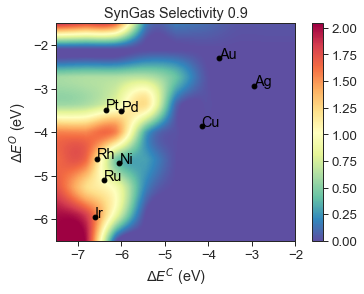 SynGas Selectivity 0.9
2.00
−2
Au
1.75
Ag
−3
1.50
Pt
Pd
1.25
−4
Cu
1.00
Rh
Ni
0.75
−5
Ru
0.50
−6
Ir
0.25
0.00
−7
−6
−5
−4
−3
−2
ΔE^O (eV)
ΔE^C (eV)